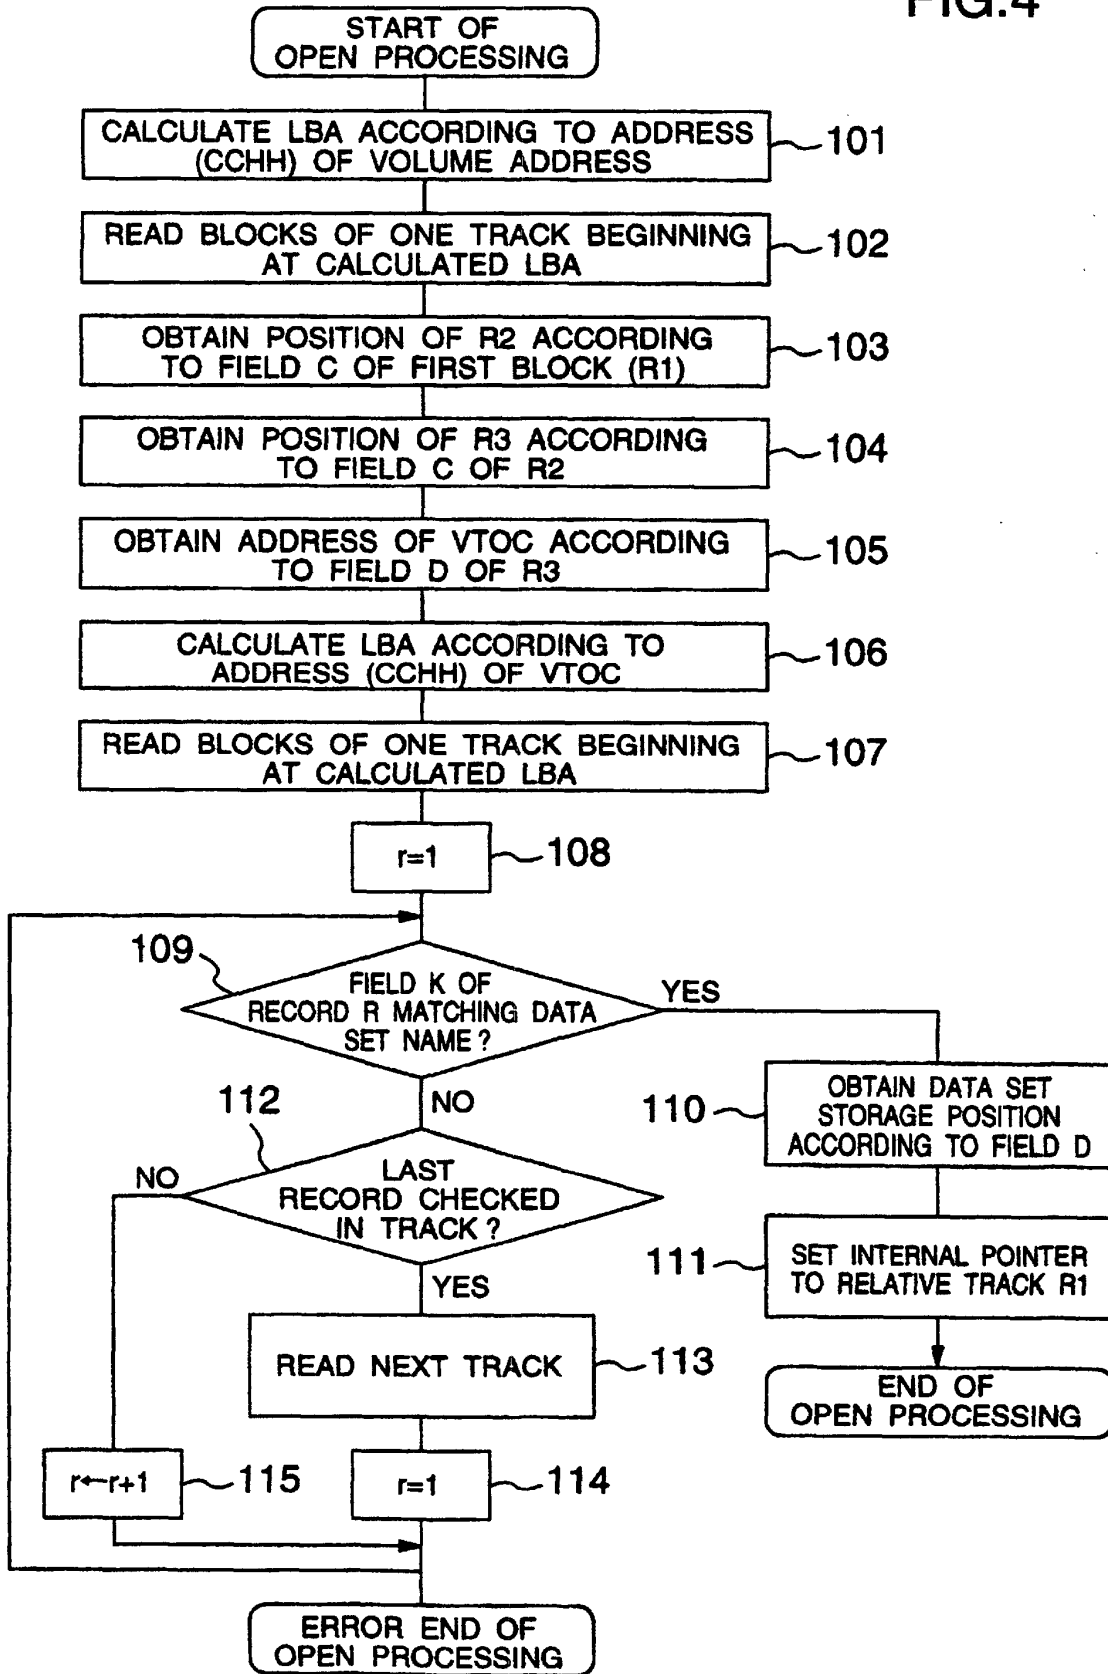 FIG.4
START OF
OPEN PROCESSING
CALCULATE LBA ACCORDING TO ADDRESS
(CCHH) OF VOLUME ADDRESS
101
READ BLOCKS OF ONE TRACK BEGINNING
AT CALCULATED LBA
102
OBTAIN POSITION OF R2 ACCORDING
TO FIELD C OF FIRST BLOCK (R1)
103
OBTAIN POSITION OF R3 ACCORDING
TO FIELD C OF R2
104
OBTAIN ADDRESS OF VTOC ACCORDING
TO FIELD D OF R3
105
CALCULATE LBA ACCORDING TO
ADDRESS (CCHH) OF VTOC
106
READ BLOCKS OF ONE TRACK BEGINNING
AT CALCULATED LBA
107
r=1
108
109
FIELD K OF
RECORD R MATCHING DATA
SET NAME?
YES
NO
110
OBTAIN DATA SET
STORAGE POSITION
ACCORDING TO FIELD D
112
LAST
RECORD CHECKED
IN TRACK?
NO
YES
111
SET INTERNAL POINTER
TO RELATIVE TRACK R1
READ NEXT TRACK
113
END OF
OPEN PROCESSING
r←r+1
115
r=1
114
ERROR END OF
OPEN PROCESSING